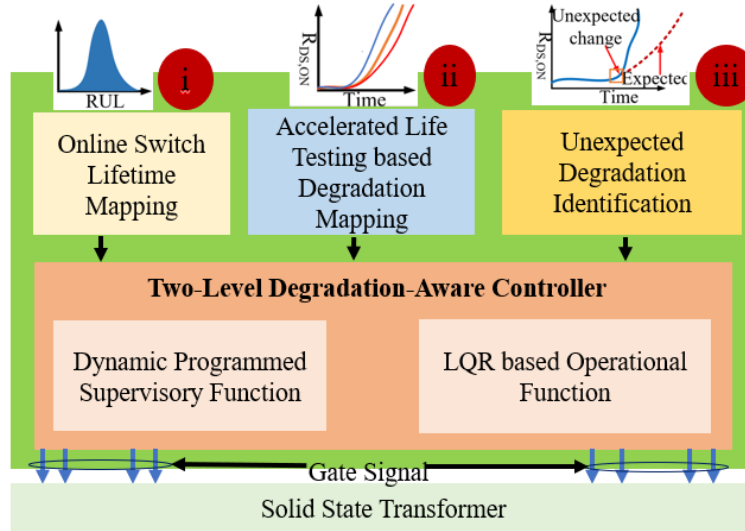 i
RUL
R_DS,ON
Time
ii
Unexpected
change
R_DS,ON
Expected
Time
iii
Online Switch
Lifetime
Mapping
Accelerated Life
Testing based
Degradation
Mapping
Unexpected
Degradation
Identification
Two-Level Degradation-Aware Controller
Dynamic Programmed
Supervisory Function
LQR based Operational
Function
Gate Signal
Solid State Transformer